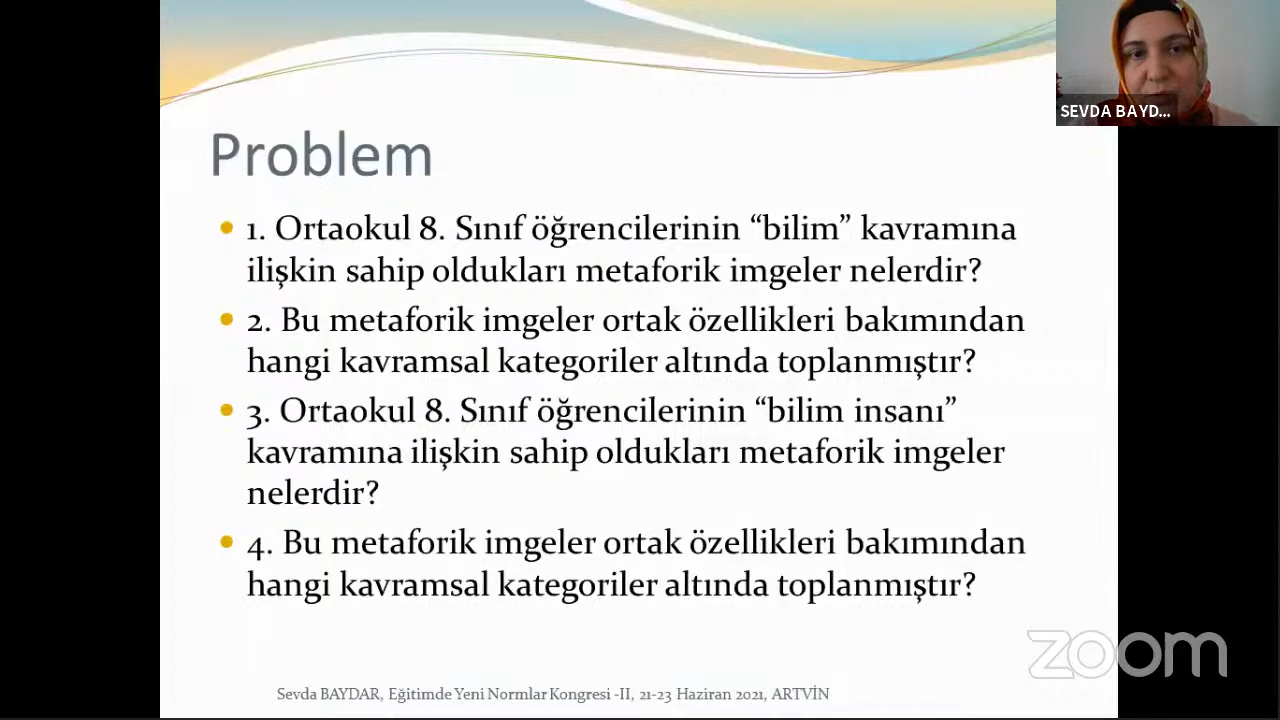 SEVDA BAYD...
Problem
1. Ortaokul 8. Sınıf öğrencilerinin “bilim” kavramına
ilişkin sahip oldukları metaforik imgeler nelerdir?
2. Bu metaforik imgeler ortak özellikleri bakımından
hangi kavramsal kategoriler altında toplanmıştır?
3. Ortaokul 8. Sınıf öğrencilerinin “bilim insanı”
kavramına ilişkin sahip oldukları metaforik imgeler
nelerdir?
4. Bu metaforik imgeler ortak özellikleri bakımından
hangi kavramsal kategoriler altında toplanmıştır?
zoom
Sevda BAYDAR, Eğitimde Yeni Normlar Kongresi -II, 21-23 Haziran 2021, ARTVİN